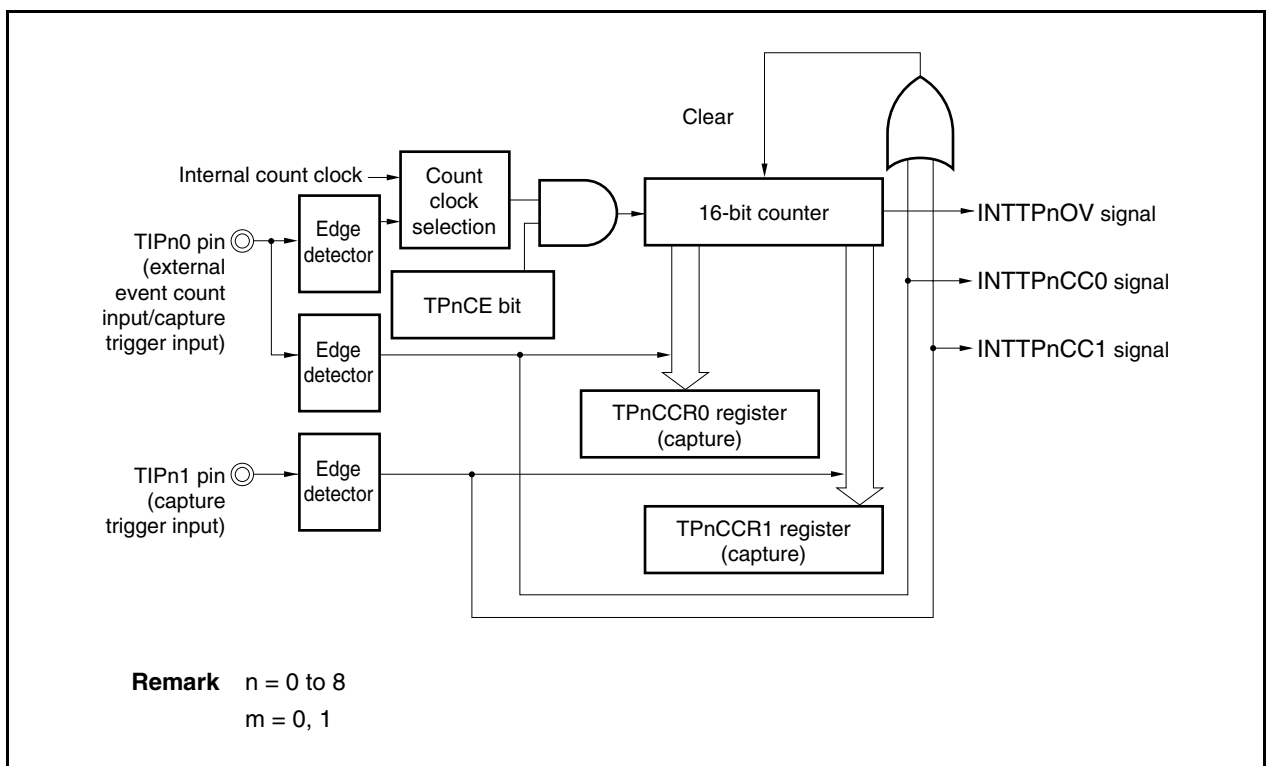 Clear
Internal count clock
Count
clock
selection
Edge
detector
16-bit counter
INTTPnOV signal
TIPn0 pin
(external
event count
input/capture
trigger input)
TPnCE bit
INTTPnCC0 signal
Edge
detector
INTTPnCC1 signal
TPnCCR0 register
(capture)
TIPn1 pin
(capture
trigger input)
Edge
detector
TPnCCR1 register
(capture)
Remark n = 0 to 8
m = 0, 1